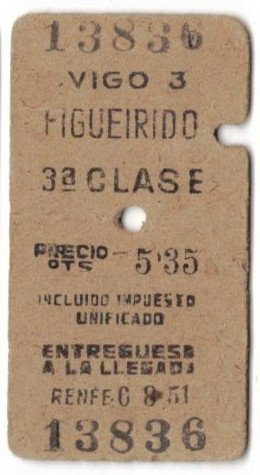 13836
VIGO 3
FIGUEIRIDO
3ª CLASE
PRECIO PTS 5'35
INCLUIDO IMPUESTO
UNIFICADO
ENTREGUESE
A LA LLEGADA
RENFE G 8-51
13836